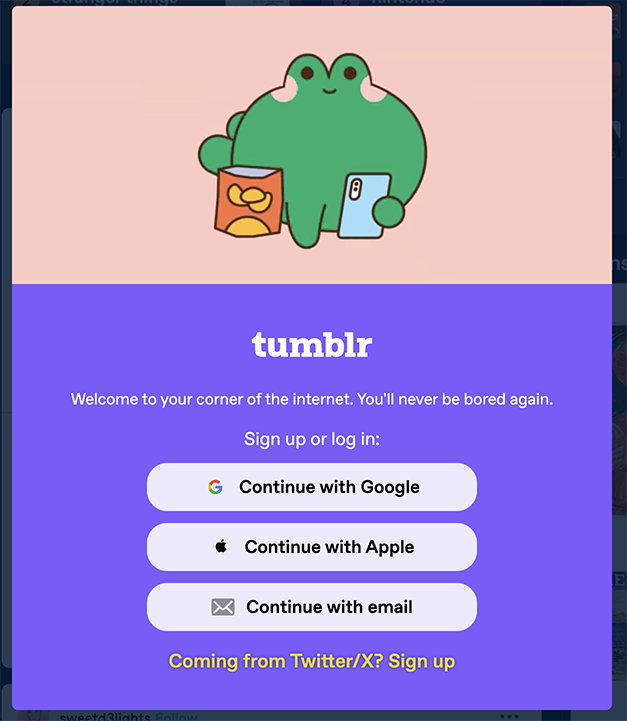 stranger things
nintendo
tumblr
Welcome to your corner of the internet. You'll never be bored again.
Sign up or log in:
Continue with Google
Continue with Apple
Continue with email
Coming from Twitter/X? Sign up
sweetd3lights Follow